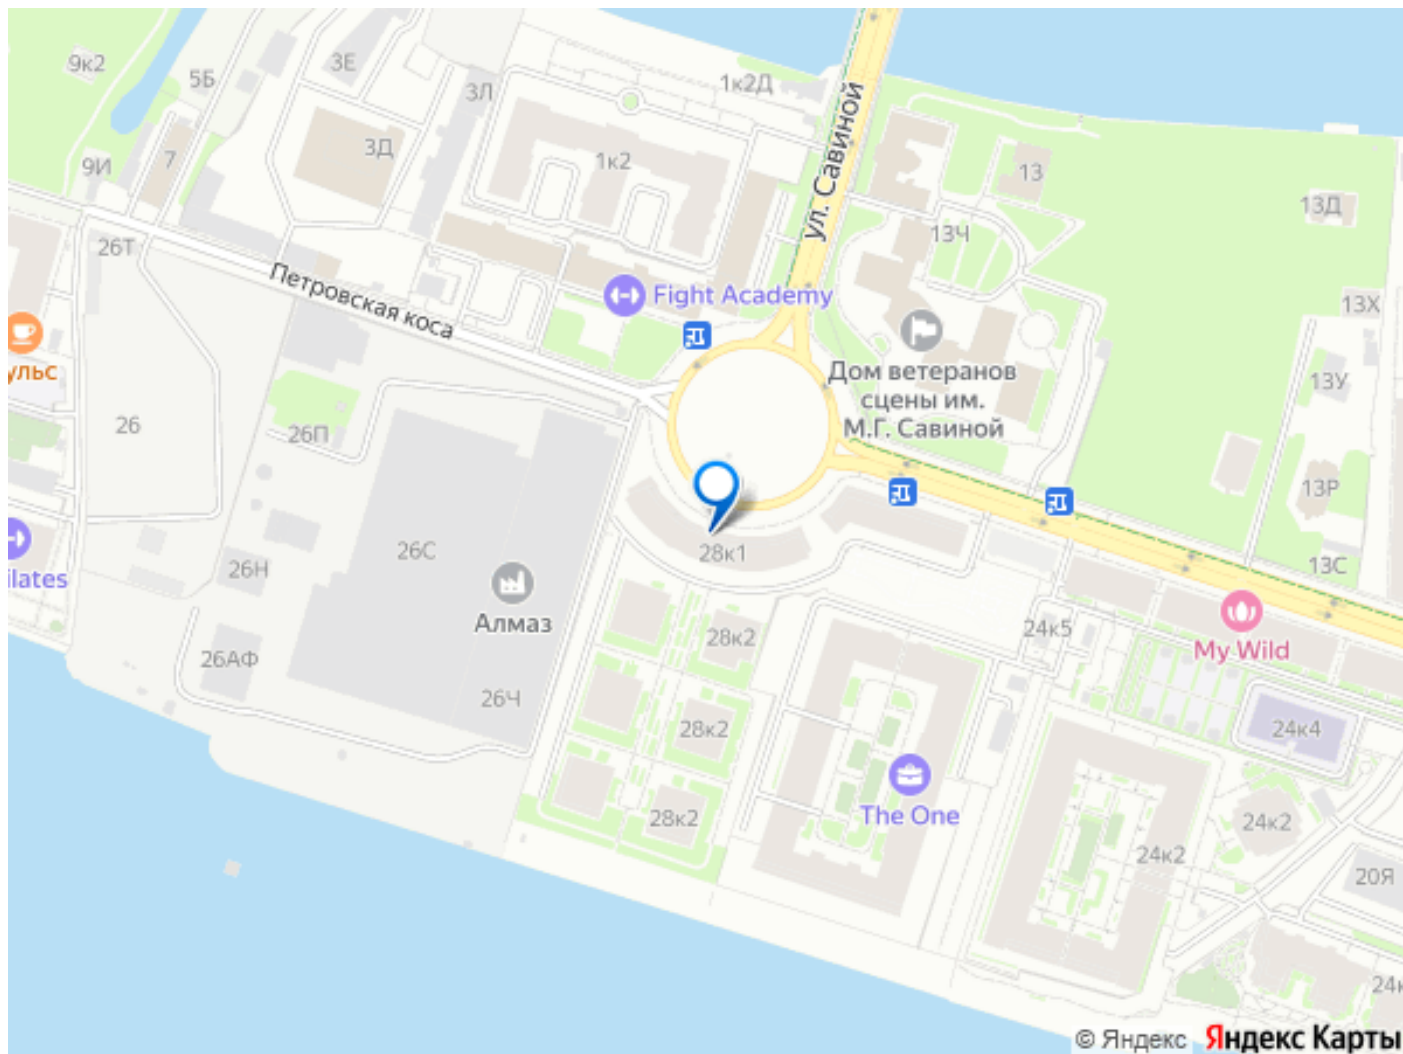 9к2
5Б
3Е
3Л
1к2Д
9И
7
3Д
1к2
ул. Савиной
13
13Д
13Ч
26Т
Петровская коса
Fight Academy
13Х
ульс
Дом ветеранов
сцены им.
М.Г. Савиной
13У
26
26П
13Р
26С
28к1
13С
ilates
26Н
Алмаз
28к2
24к5
My Wild
26АФ
26Ч
28к2
24к4
The One
28к2
24к2
24к2
20Я
24к
© Яндекс Яндекс Карты